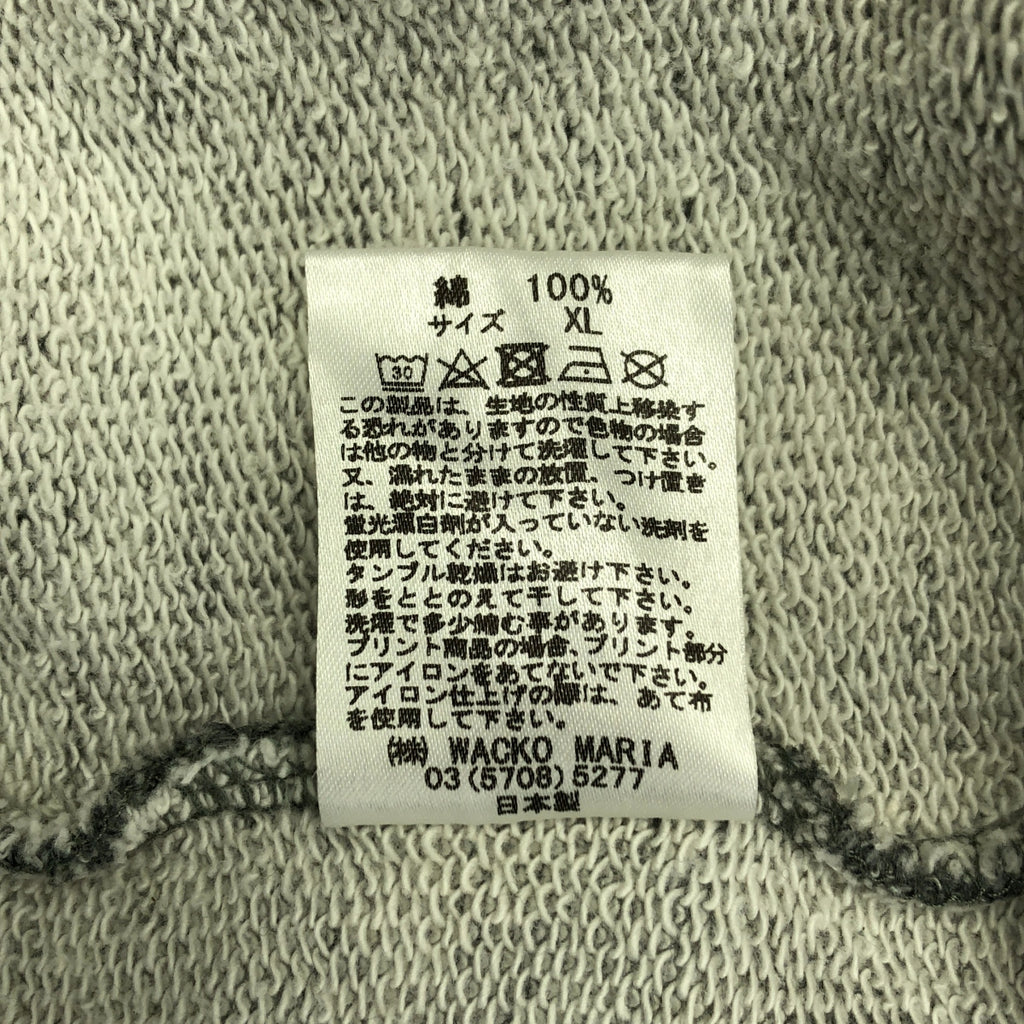 綿 100%
サイズ XL
30
この製品は、生地の性質上移染す
る恐れがありますので色物の場合
は他の物と分けて洗濯して下さい。
又、濡れたままの放置、つけ置き
は、絶対に避けて下さい。
蛍光漂白剤が入っていない洗剤を
使用してください。
タンブル乾燥はお避け下さい。
形をととのえて干して下さい。
洗濯で多少縮む事があります。
プリント商品の場合、プリント部分
にアイロンをあてないで下さい。
アイロン仕上げの際は、あて布
を使用して下さい。
㈱ WACKO MARIA
03(5708)5277
日本製